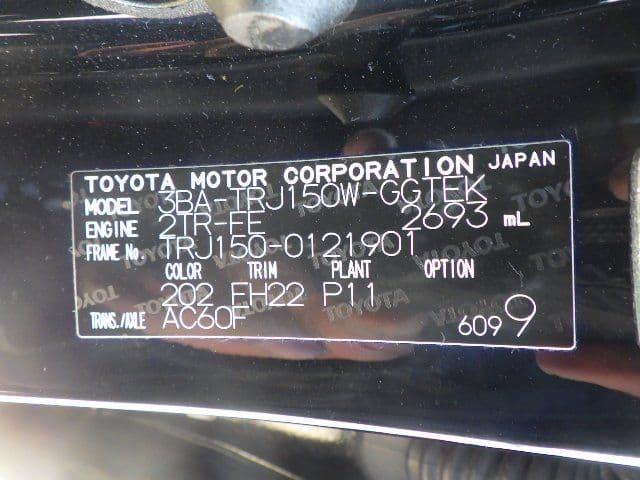 TOYOTA MOTOR CORPORATION JAPAN
MODEL 3BA-TRJ150W-GGTEK
ENGINE 2TR-FE 2693 mL
FRAME No. TRJ150-0121901
COLOR TRIM PLANT OPTION
202 FH22 P11
TRANS./AXLE AC60F
6099